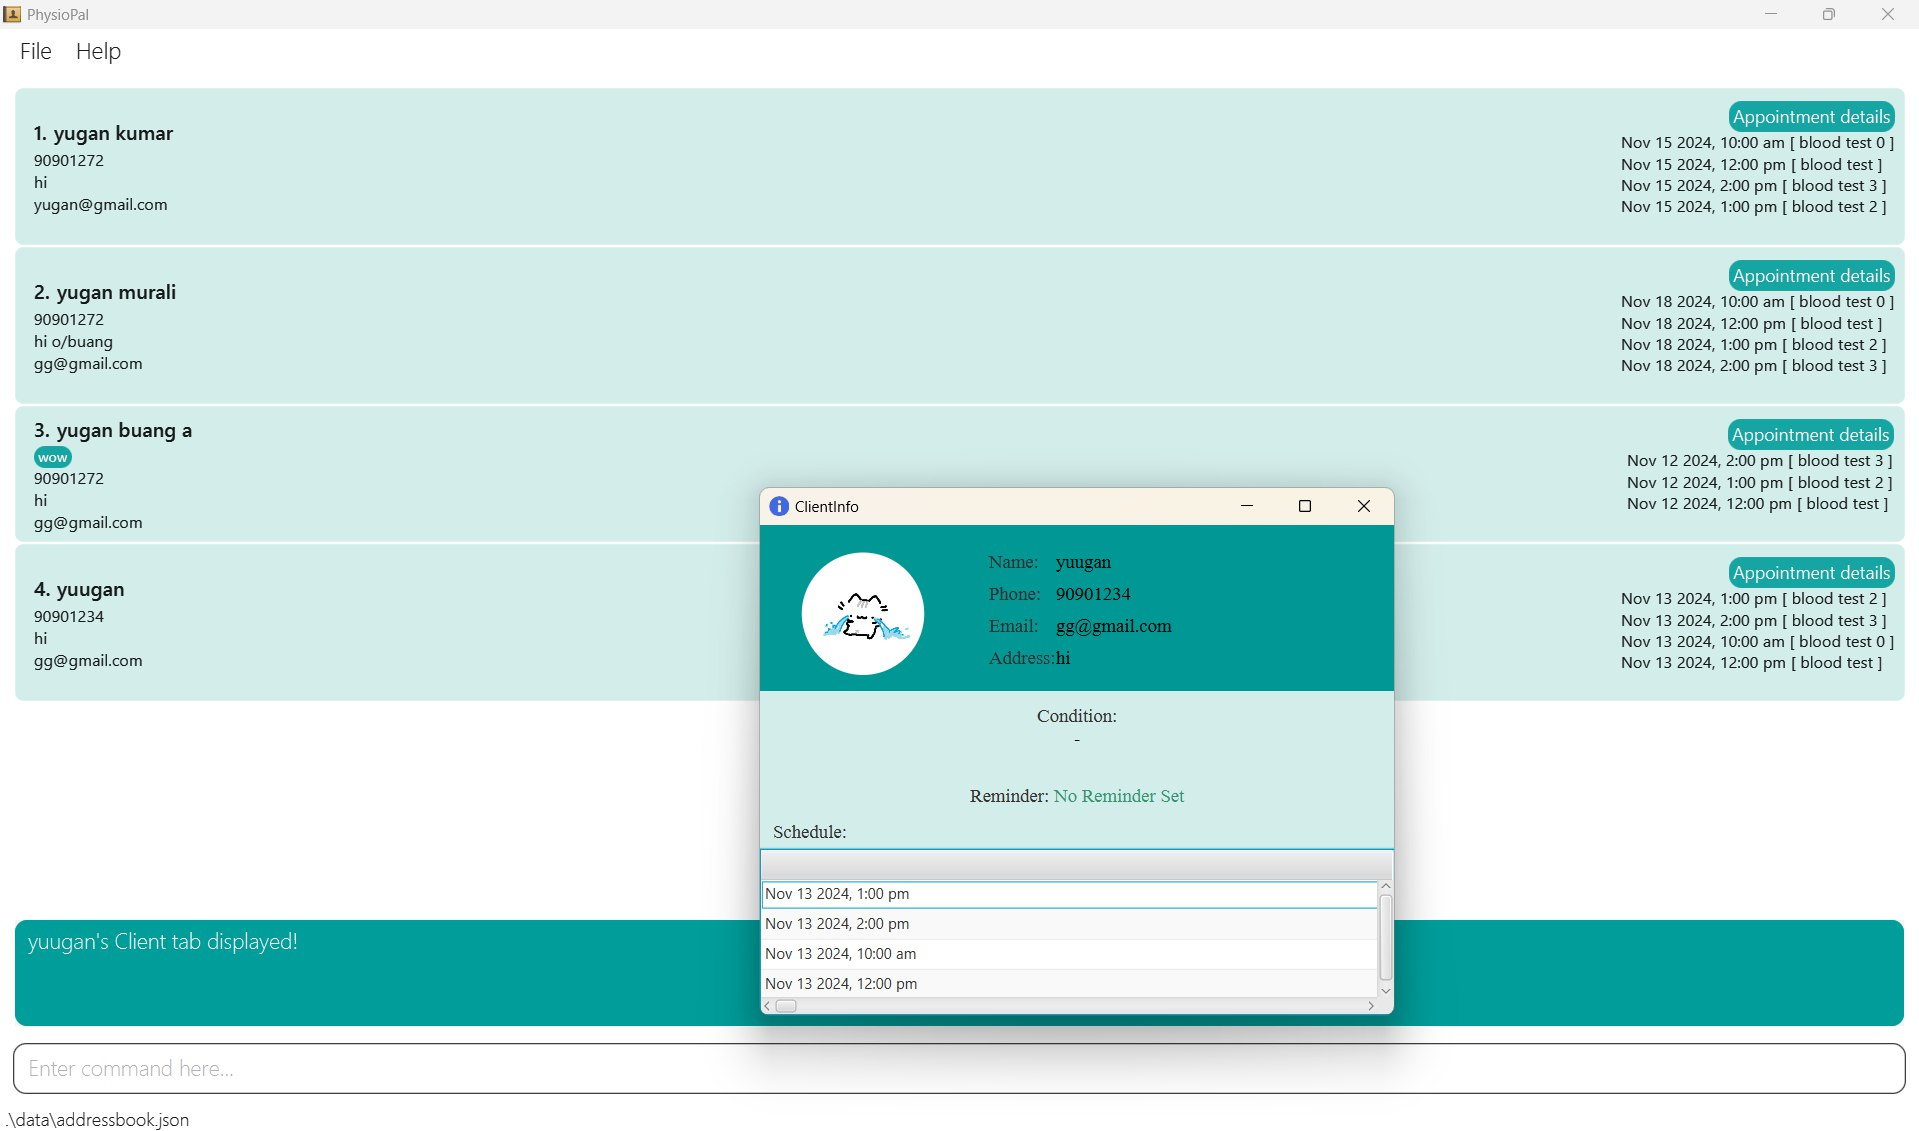 PhysioPal
File Help
1. yugan kumar
90901272
hi
yugan@gmail.com
Appointment details
Nov 15 2024, 10:00 am [ blood test 0 ]
Nov 15 2024, 12:00 pm [ blood test ]
Nov 15 2024, 2:00 pm [ blood test 3 ]
Nov 15 2024, 1:00 pm [ blood test 2 ]
2. yugan murali
90901272
hi o/buang
gg@gmail.com
Appointment details
Nov 18 2024, 10:00 am [ blood test 0 ]
Nov 18 2024, 12:00 pm [ blood test ]
Nov 18 2024, 1:00 pm [ blood test 2 ]
Nov 18 2024, 2:00 pm [ blood test 3 ]
3. yugan buang a
wow
90901272
hi
gg@gmail.com
Appointment details
Nov 12 2024, 2:00 pm [ blood test 3 ]
Nov 12 2024, 1:00 pm [ blood test 2 ]
Nov 12 2024, 12:00 pm [ blood test ]
4. yuugan
90901234
hi
gg@gmail.com
Appointment details
Nov 13 2024, 1:00 pm [ blood test 2 ]
Nov 13 2024, 2:00 pm [ blood test 3 ]
Nov 13 2024, 10:00 am [ blood test 0 ]
Nov 13 2024, 12:00 pm [ blood test ]
ClientInfo
Name: yuugan
Phone: 90901234
Email: gg@gmail.com
Address: hi
Condition:
-
Reminder: No Reminder Set
Schedule:
Nov 13 2024, 1:00 pm
Nov 13 2024, 2:00 pm
Nov 13 2024, 10:00 am
Nov 13 2024, 12:00 pm
yuugan's Client tab displayed!
Enter command here...
.\data\addressbook.json